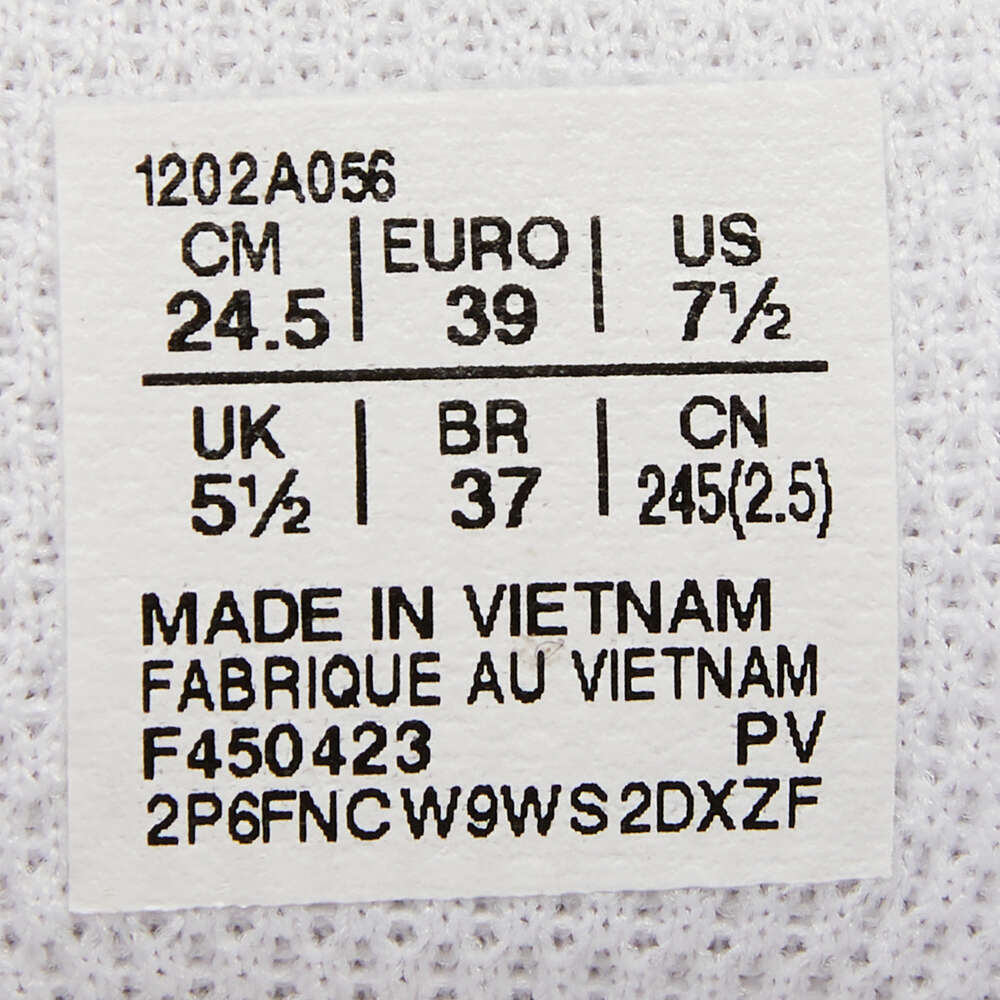 1202A056
CM EURO US
24.5 39 7½
UK BR CN
5½ 37 245(2.5)
MADE IN VIETNAM
FABRIQUE AU VIETNAM
F450423 PV
2P6FNCW9WS2DXZF